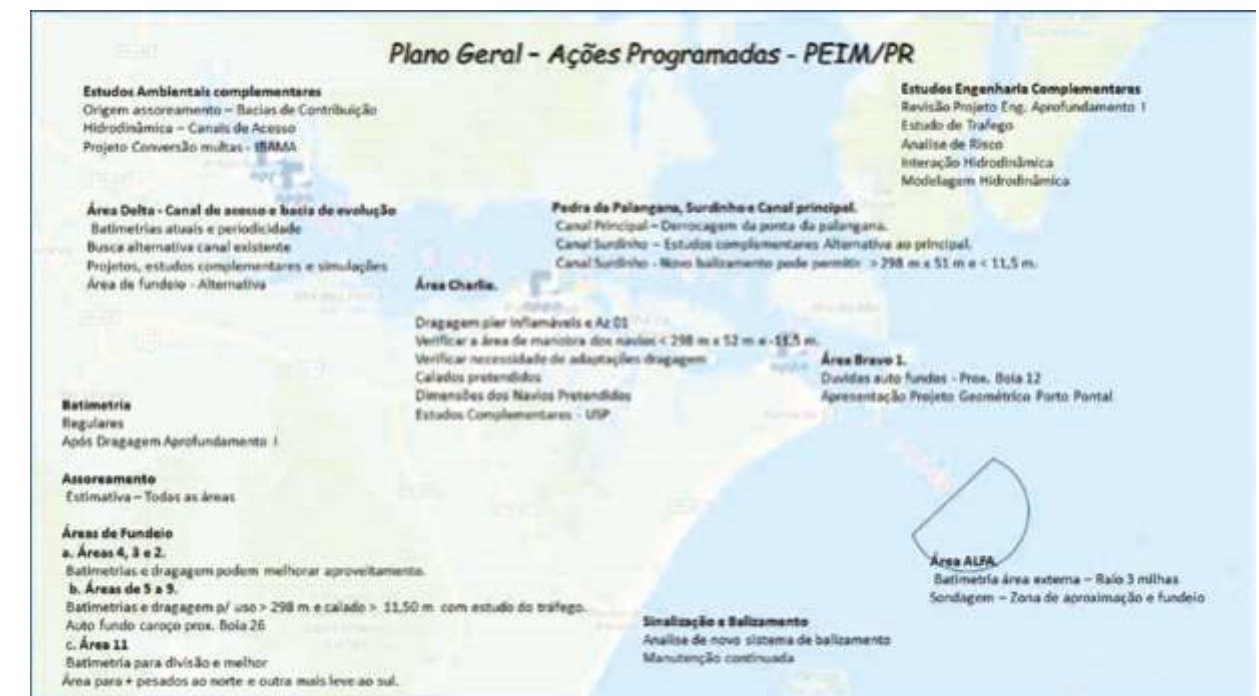 Plano Geral – Ações Programadas - PEIM/PR
Estudos Ambientais complementares
Origem assoreamento – Bacias de Contribuição
Hidrodinâmica – Canais de Acesso
Projeto Conversão multas - IBAMA
Estudos Engenharia Complementares
Revisão Projeto Eng. Aprofundamento I
Estudo de Trafego
Analise de Risco
Interação Hidrodinâmica
Modelagem Hidrodinâmica
Área Delta - Canal de acesso e bacia de evolução
Batimetrias atuais e periodicidade
Busca alternativa canal existente
Projetos, estudos complementares e simulações
Área de fundeio - Alternativa
Pedra da Palangana, Surdinho e Canal principal.
Canal Principal – Derrocagem da ponta da palangana.
Canal Surdinho – Estudos complementares Alternativa ao principal.
Canal Surdinho - Novo balizamento pode permitir > 298 m x 51 m e < 11,5 m.
Área Charlie.
Dragagem pier Inflamáveis e Az 01
Verificar a área de manobra dos navios < 298 m x 52 m e -11,5 m.
Verificar necessidade de adaptações dragagem
Calados pretendidos
Dimensões dos Navios Pretendidos
Estudos Complementares - USP
Área Bravo 1.
Duvidas auto fundos - Prox. Boia 12
Apresentação Projeto Geométrico Porto Pontal
Batimetria
Regulares
Após Dragagem Aprofundamento I
Assoreamento
Estimativa – Todas as áreas
Áreas de Fundeio
a. Áreas 4, 3 e 2.
Batimetrias e dragagem podem melhorar aproveitamento.
b. Áreas de 5 a 9.
Batimetrias e dragagem p/ uso > 298 m e calado > 11,50 m com estudo do tráfego.
Auto fundo caroço prox. Boia 26
c. Área 11
Batimetria para divisão e melhor
Área para + pesados ao norte e outra mais leve ao sul.
Área ALFA.
Batimetria área externa – Raio 3 milhas
Sondagem – Zona de aproximação e fundeio
Sinalização e Balizamento
Analise de novo sistema de balizamento
Manutenção continuada